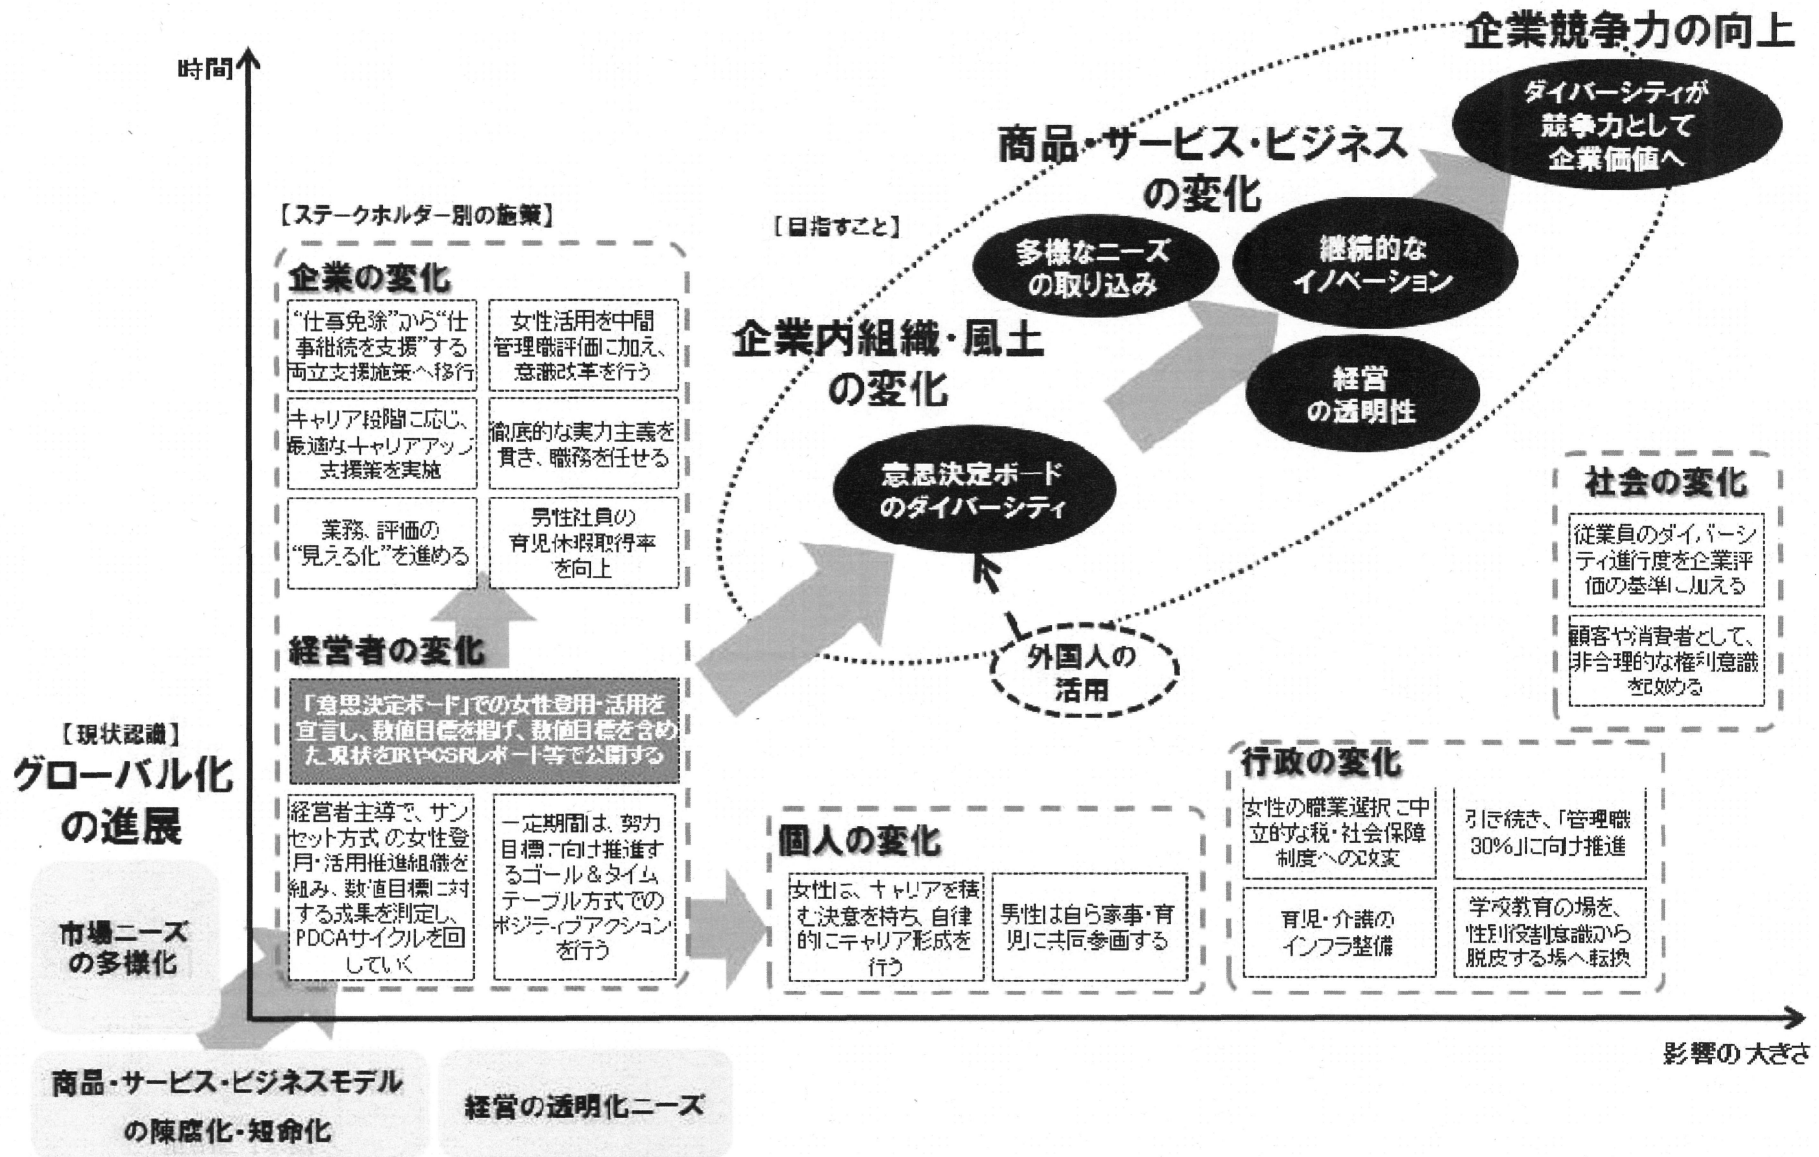 企業競争力の向上
時間
ダイバーシティが
競争力として
企業価値へ
商品・サービス・ビジネス
の変化
【ステークホルダー別の施策】
【目指すこと】
多様なニーズ
の取り込み
継続的な
イノベーション
企業の変化
“仕事免除”から“仕
事継続を支援”する
両立支援施策へ移行
女性活用を中間
管理職評価に加え、
意識改革を行う
企業内組織・風土
の変化
経営
の透明性
キャリア段階に応じ、
最適なキャリアアップ
支援策を実施
徹底的な実力主義を
貫き、職務を任せる
意思決定ボード
のダイバーシティ
業務、評価の
“見える化”を進める
男性社員の
育児休暇取得率
を向上
社会の変化
従業員のダイバーシ
ティ進行度を企業評
価の基準に加える
顧客や消費者として、
非合理的な権利意識
を改める
経営者の変化
外国人の
活用
「意思決定ボード」での女性登用・活用を
宣言し、数値目標を掲げ、数値目標を含め
た現状をIRやCSRレポート等で公開する
【現状認識】
グローバル化
の進展
経営者主導で、サン
セット方式の女性登
用・活用推進組織を
組み、数値目標に対
する成果を測定し、
PDCAサイクルを回
していく
一定期間は、努力
目標に向け推進す
るゴール＆タイム
テーブル方式での
ポジティブアクション
を行う
個人の変化
女性は、キャリアを積
む決意を持ち、自律
的にキャリア形成を
行う
男性は自ら家事・育
児に共同参画する
行政の変化
女性の職業選択に中
立的な税・社会保障
制度への改変
引き続き、「管理職
30%」に向け推進
育児・介護の
インフラ整備
学校教育の場を、
性別役割意識から
脱皮する場へ転換
市場ニーズ
の多様化
影響の大きさ
商品・サービス・ビジネスモデル
の陳腐化・短命化
経営の透明化ニーズ